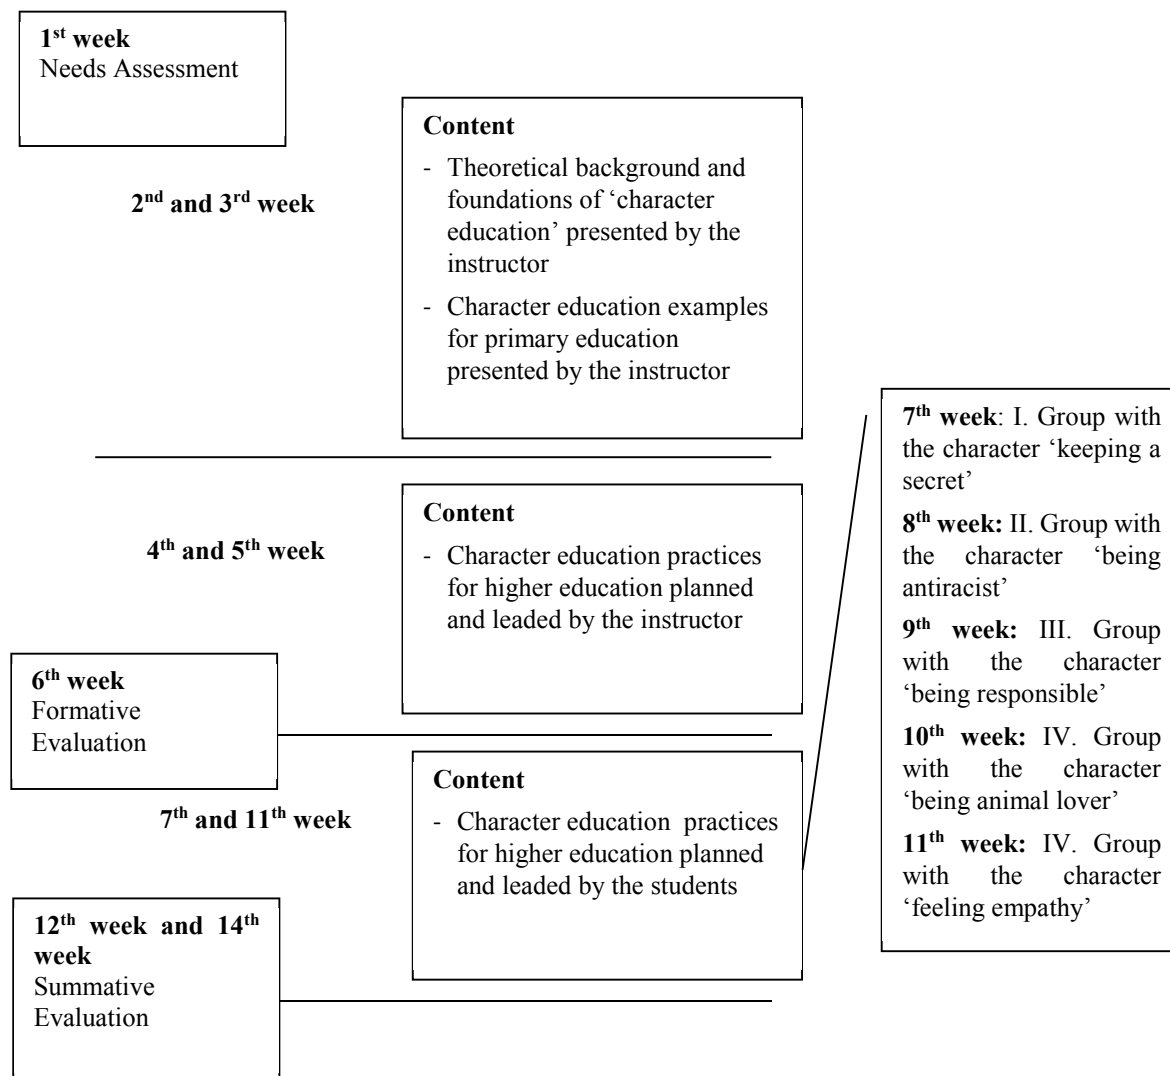 1st week
Needs Assessment
Content
- Theoretical background and
foundations of ‘character
education’ presented by the
instructor
- Character education examples
for primary education
presented by the instructor
2nd and 3rd week
Content
- Character education practices
for higher education planned
and leaded by the instructor
4th and 5th week
6th week
Formative
Evaluation
Content
- Character education practices
for higher education planned
and leaded by the students
7th and 11th week
7th week: I. Group with
the character ‘keeping a
secret’
8th week: II. Group with
the character ‘being
antiracist’
9th week: III. Group
with the character
‘being responsible’
10th week: IV. Group
with the character
‘being animal lover’
11th week: IV. Group
with the character
‘feeling empathy’
12th week and 14th
week
Summative
Evaluation